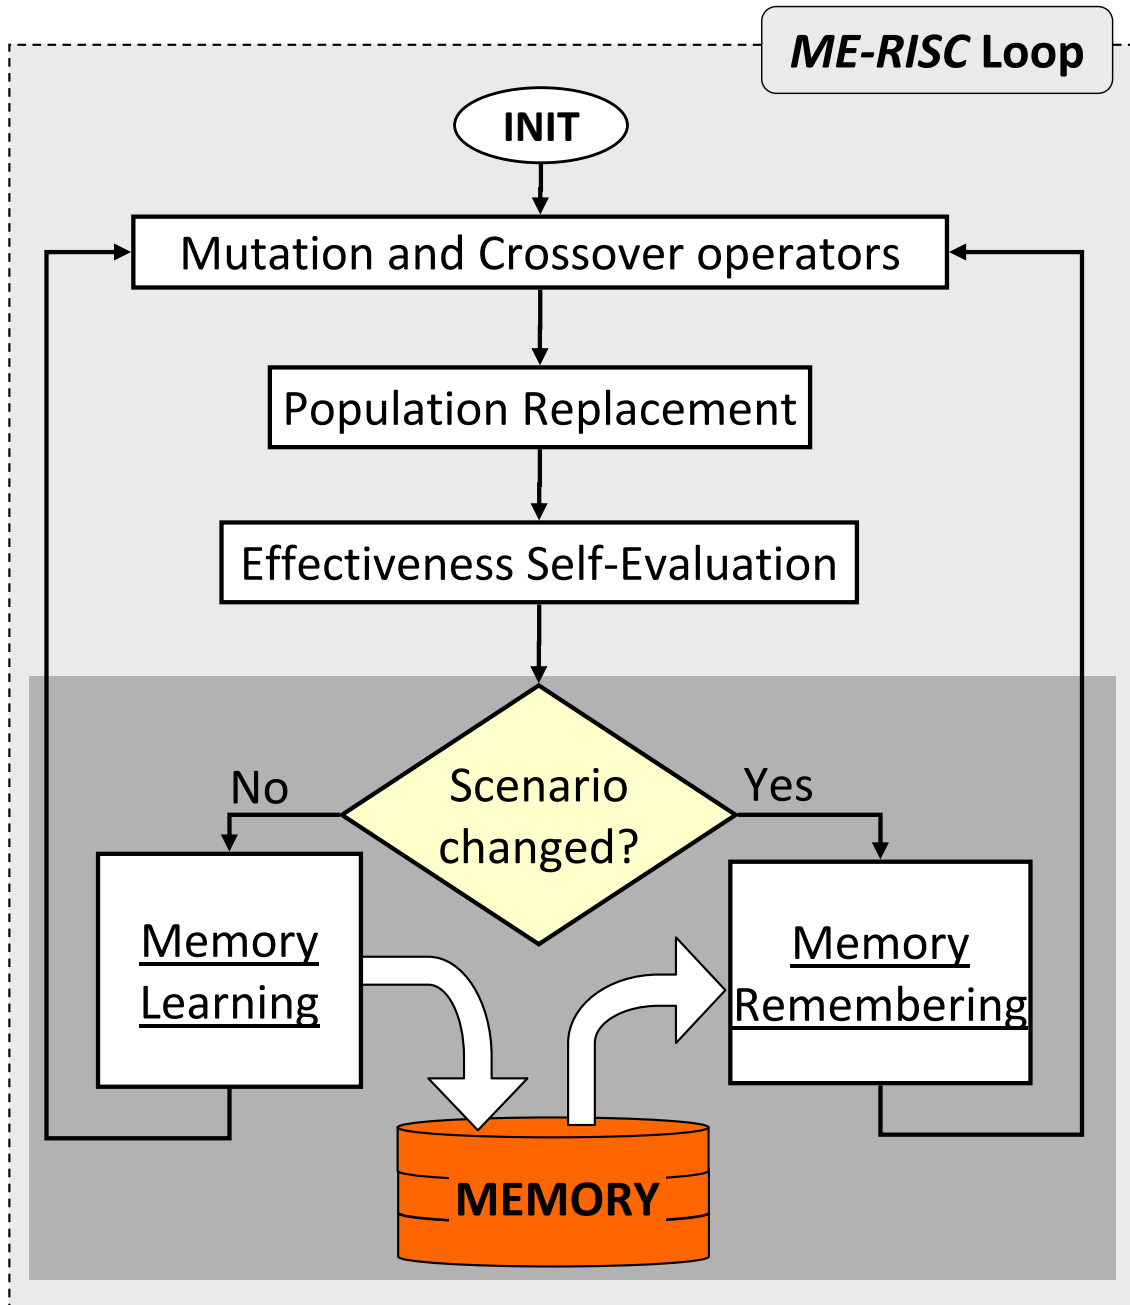 ME-RISC Loop
INIT
Mutation and Crossover operators
Population Replacement
Effectiveness Self-Evaluation
Scenario
changed?
No
Yes
Memory
Learning
Memory
Remembering
MEMORY